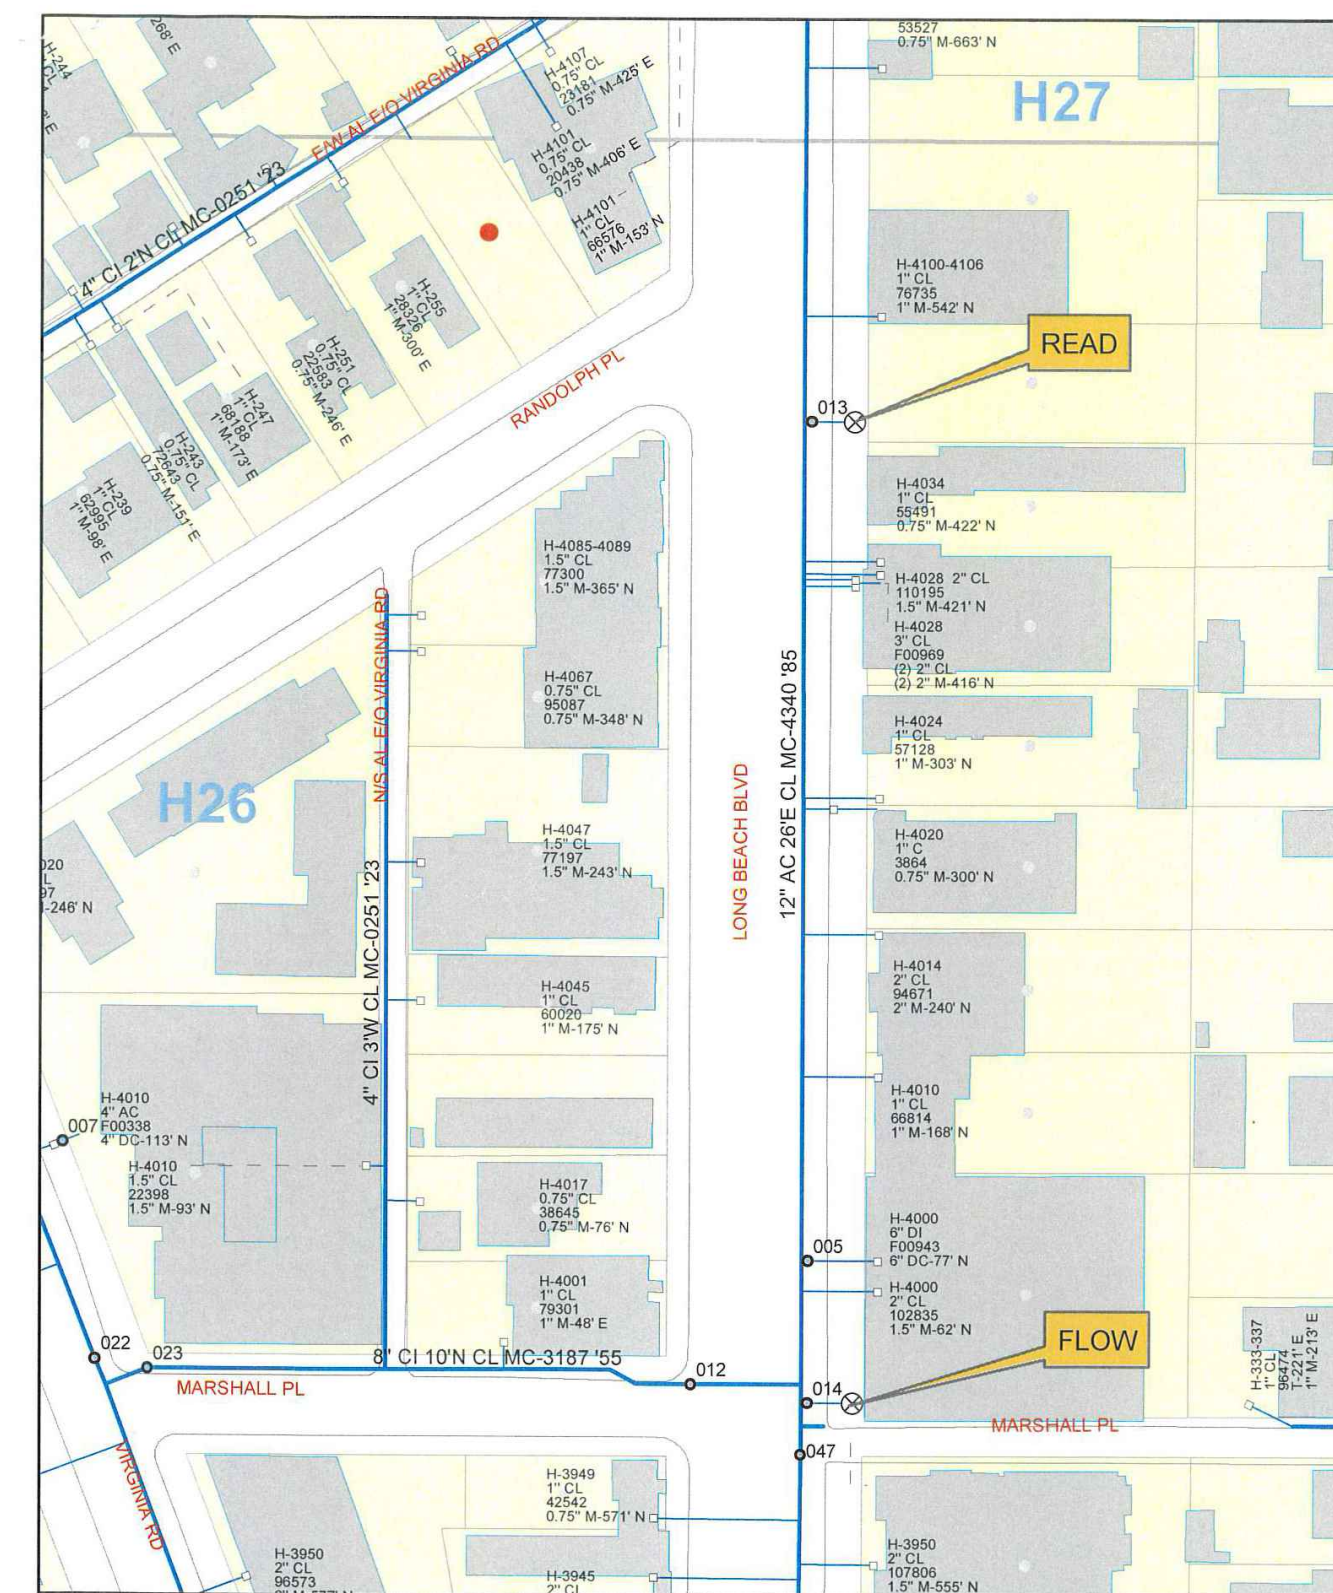 268' E
H-244
CL
53527
0.75" M-663' N
H27
H-4107
0.75" CL
23181
0.75" M-425' E
E/W AL E/O VIRGINIA RD
H-4101
0.75" CL
20438
0.75" M-406' E
H-4101
1" CL
66576
1" M-153' N
4" CI 2'N CL MC-0251 '23
H-4100-4106
1" CL
76735
1" M-542' N
READ
H-255
1" CL
28326
1" M-300' E
H-251
0.75" CL
22583
0.75" M-246' E
H-247
1" CL
68188
1" M-173' E
H-243
0.75" CL
72643
0.75" M-151' E
H-239
1" CL
62995
1" M-98' E
RANDOLPH PL
013
H-4034
1" CL
55491
0.75" M-422' N
H-4085-4089
1.5" CL
77300
1.5" M-365' N
H-4028 2" CL
110195
1.5" M-421' N
H-4028
3" CL
F00969
(2) 2" CL
(2) 2" M-416' N
N/S AL E/O VIRGINIA RD
H-4067
0.75" CL
95087
0.75" M-348' N
H-4024
1" CL
57128
1" M-303' N
12" AC 26'E CL MC-4340 '85
LONG BEACH BLVD
H26
H-4047
1.5" CL
77197
1.5" M-243' N
H-4020
1" C
3864
0.75" M-300' N
020
L
97
-246' N
4" CI 3'W CL MC-0251 '23
H-4045
1" CL
60020
1" M-175' N
H-4014
2" CL
94671
2" M-240' N
H-4010
1" CL
66814
1" M-168' N
007
H-4010
4" AC
F00338
4" DC-113' N
H-4010
1.5" CL
22398
1.5" M-93' N
H-4017
0.75" CL
38645
0.75" M-76' N
005
H-4000
6" DI
F00943
6" DC-77' N
H-4000
2" CL
102835
1.5" M-62' N
H-4001
1" CL
79301
1" M-48' E
FLOW
H-333-337
1" CL
96474
T-221' E
1" M-213' E
022
023
8" CI 10'N CL MC-3187 '55
012
014
MARSHALL PL
MARSHALL PL
047
VIRGINIA RD
H-3949
1" CL
42542
0.75" M-571' N
H-3950
2" CL
96573
H-3945
2" CL
H-3950
2" CL
107806
1.5" M-555' N